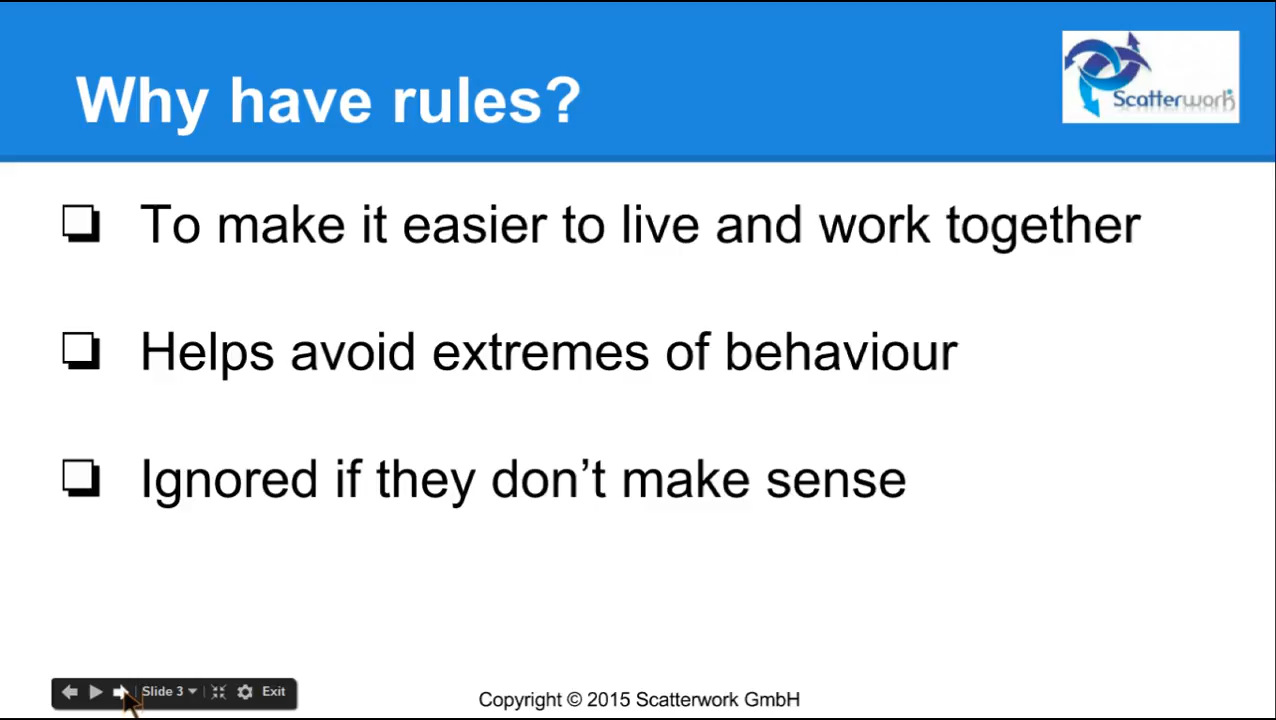 Why have rules?
Scatterwork
To make it easier to live and work together
Helps avoid extremes of behaviour
Ignored if they don’t make sense
Slide 3
Exit
Copyright © 2015 Scatterwork GmbH